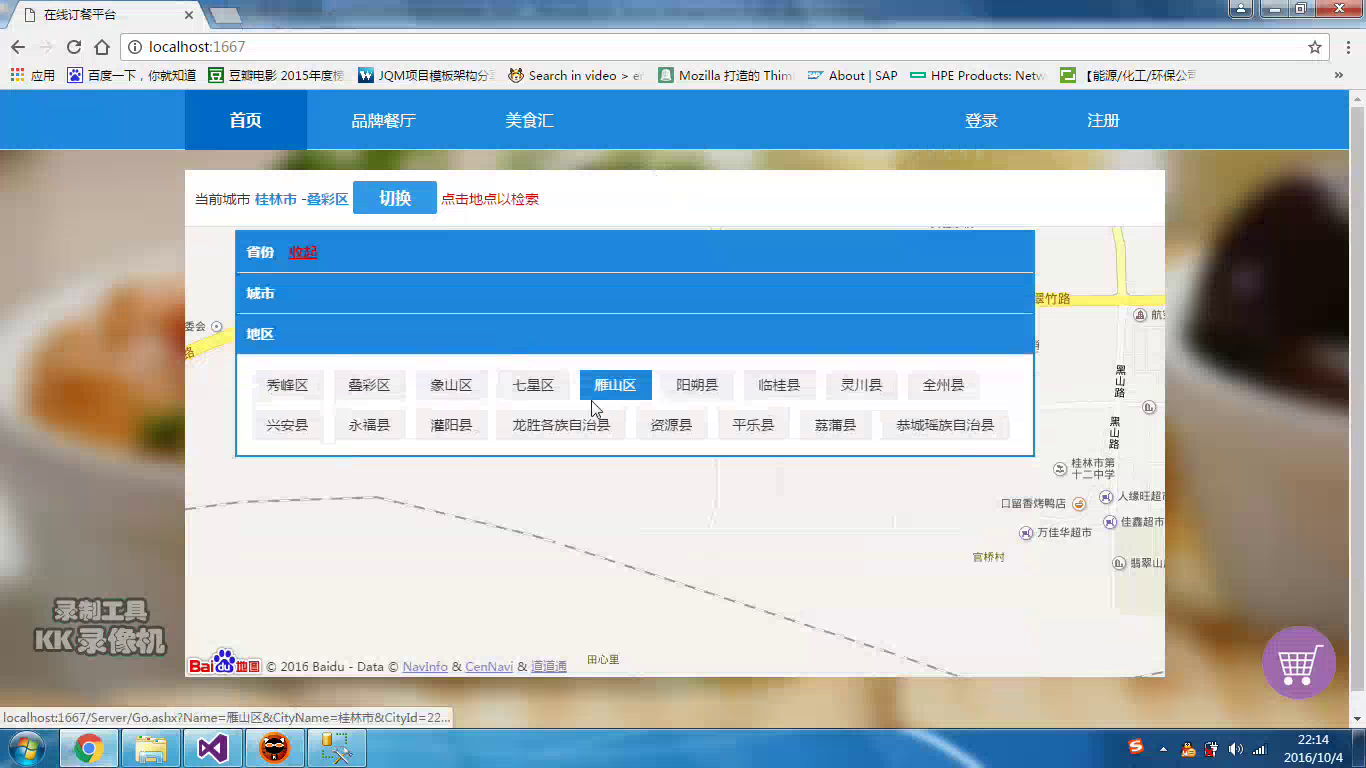 在线订餐平台
localhost:1667
应用 百度一下，你就知道 豆瓣电影 2015年度榜 JQM项目模板架构分 Search in video > er Mozilla 打造的 Thim About | SAP HPE Products: Netw 【能源/化工/环保公司 »
首页 品牌餐厅 美食汇 登录 注册
当前城市 桂林市 -叠彩区 切换 点击地点以检索
省份 收起
城市
地区
秀峰区 叠彩区 象山区 七星区 雁山区 阳朔县 临桂县 灵川县 全州县
兴安县 永福县 灌阳县 龙胜各族自治县 资源县 平乐县 荔蒲县 恭城瑶族自治县
翠竹路
委会
航空
路
黑山路
黑山路
桂林市第
十二中学
人缘旺超市
口留香烤鸭店
佳鑫超市
万佳华超市
官桥村
翡翠山
田心里
录制工具
KK 录像机
Bai du 地图 © 2016 Baidu - Data © NavInfo & CenNavi & 道道通
localhost:1667/Server/Go.ashx?Name=雁山区&CityName=桂林市&CityId=22...
22:14
2016/10/4